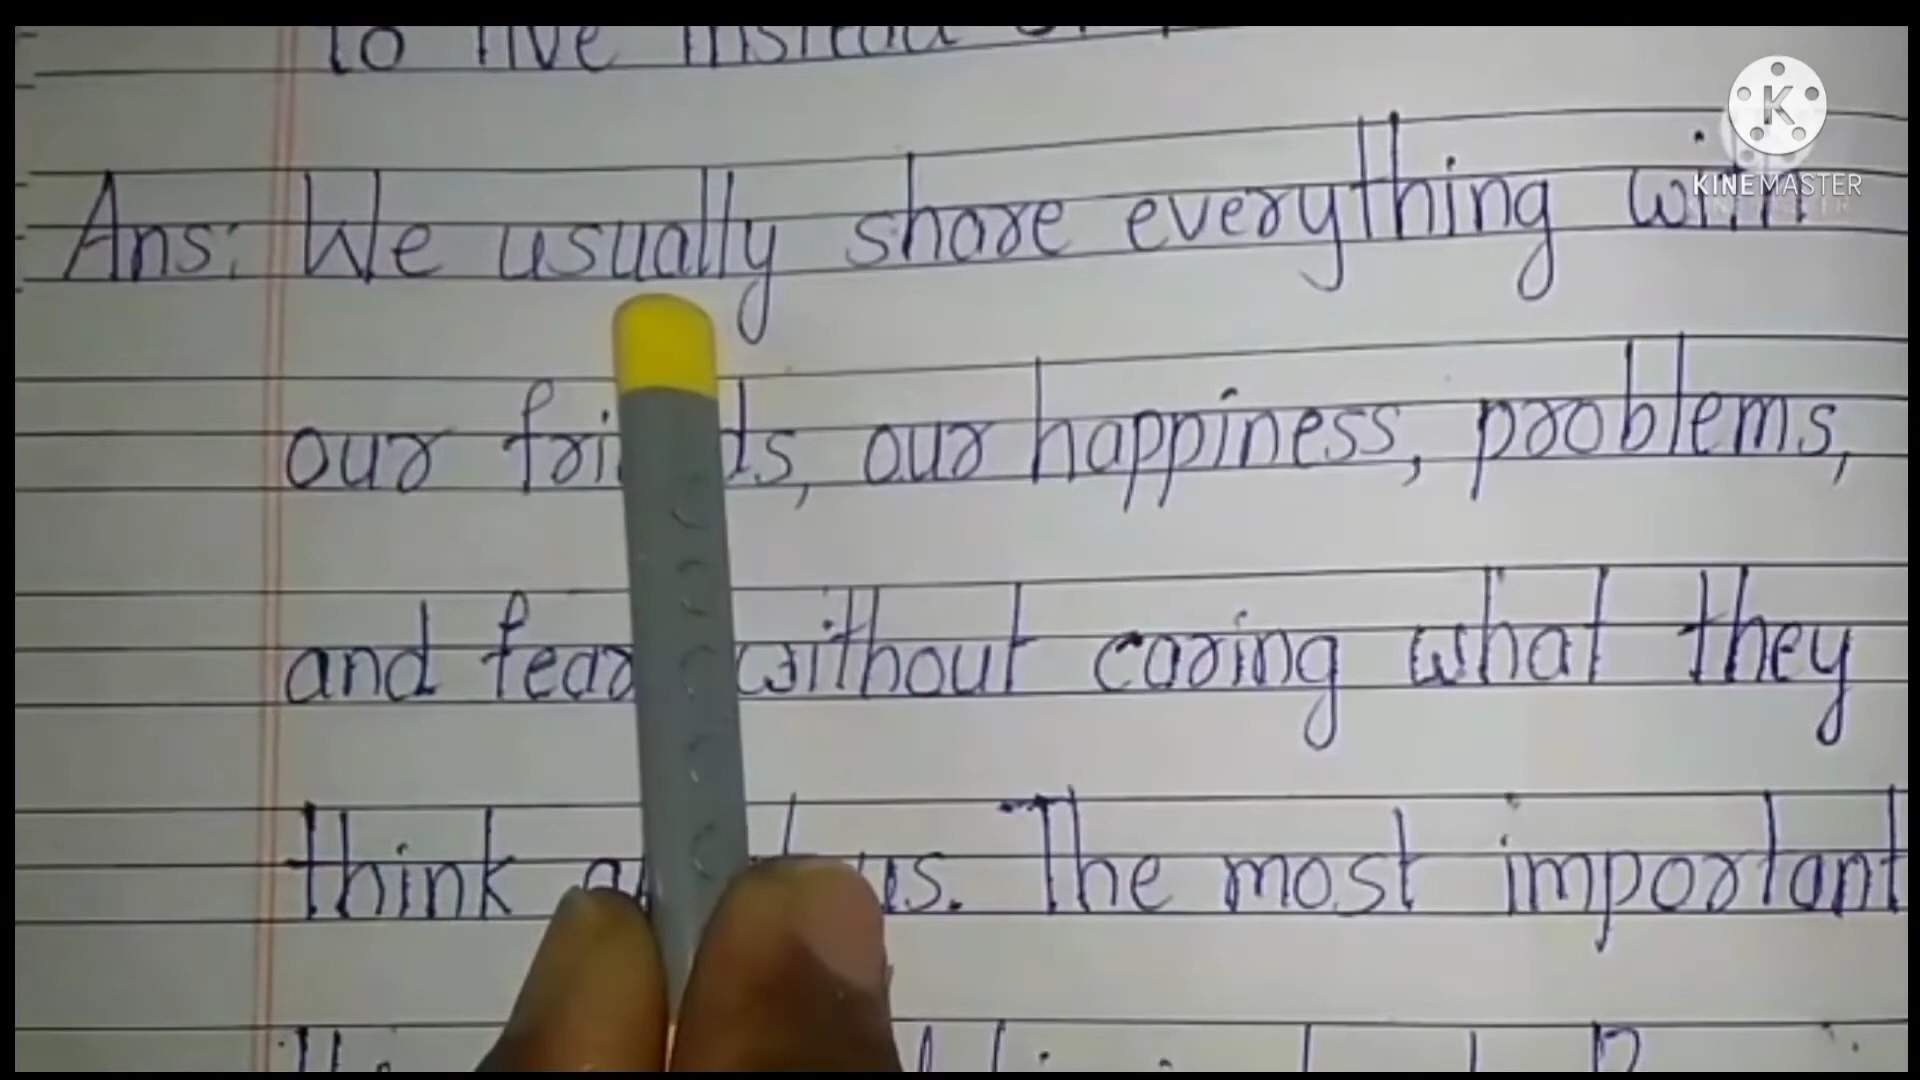 to live instead
Ans: We usually share everything with
KINEMASTER
our friends, our happiness, problems,
and fear without caring what they
think us. The most important